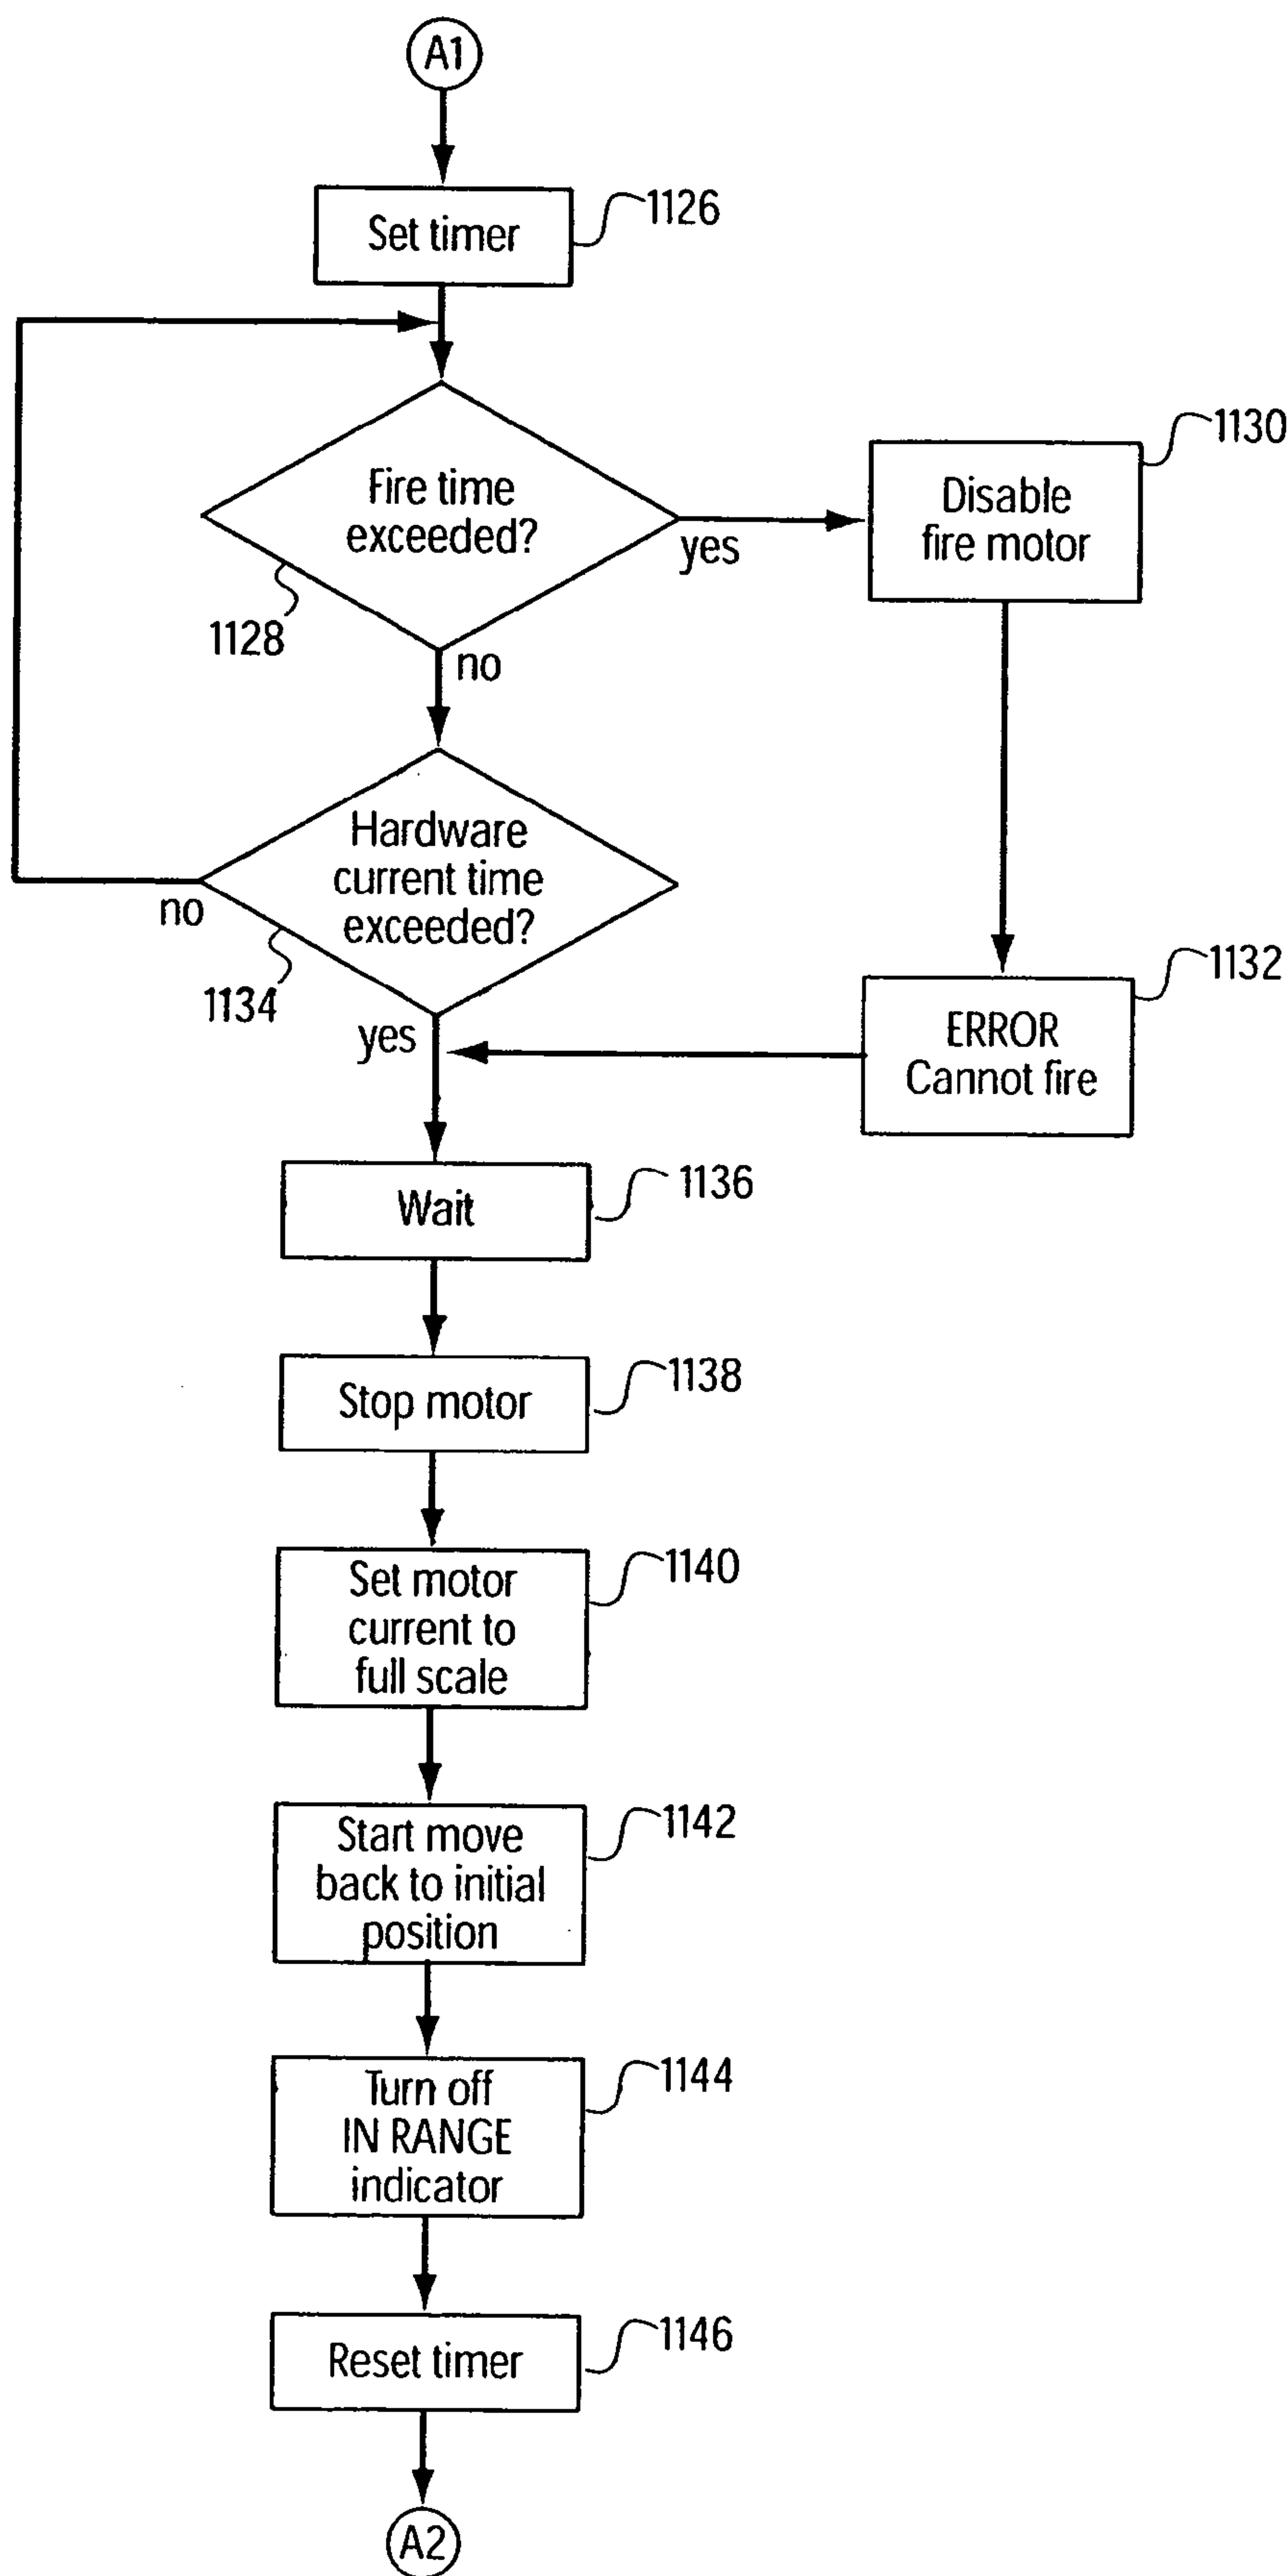 A1
Set timer
1126
Fire time
exceeded?
1128
yes
no
Disable
fire motor
1130
Hardware
current time
exceeded?
1134
no
yes
ERROR
Cannot fire
1132
Wait
1136
Stop motor
1138
Set motor
current to
full scale
1140
Start move
back to initial
position
1142
Turn off
IN RANGE
indicator
1144
Reset timer
1146
A2